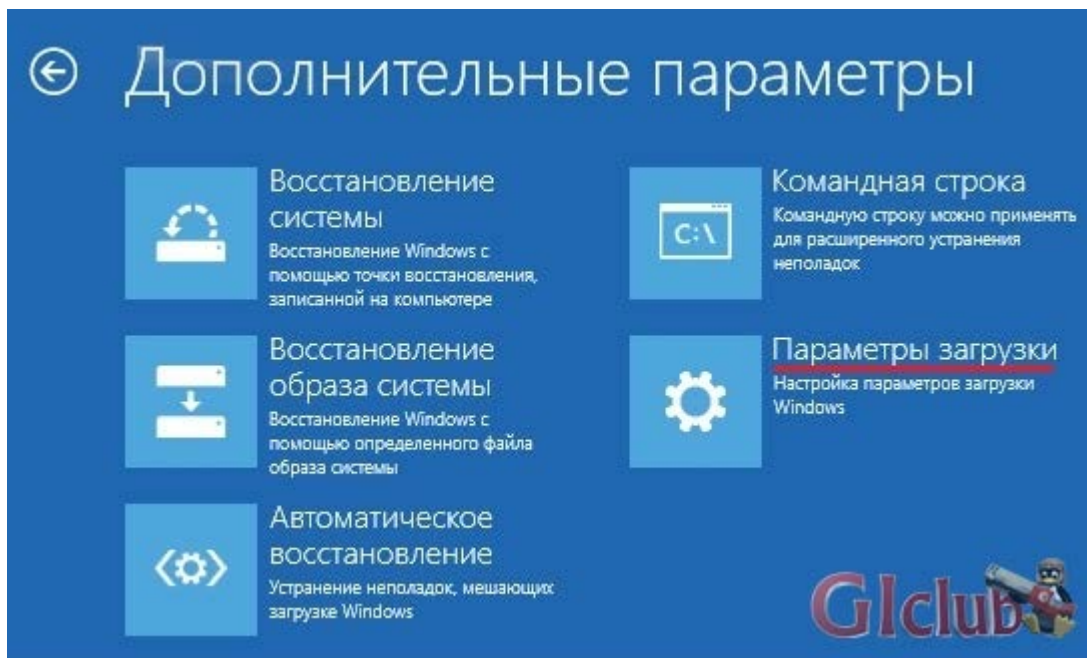 Дополнительные параметры
Восстановление
системы
Восстановление Windows с
помощью точки восстановления,
записанной на компьютере
Восстановление
образа системы
Восстановление Windows с
помощью определенного файла
образа системы
Автоматическое
восстановление
Устранение неполадок, мешающих
загрузке Windows
Командная строка
Командную строку можно применять
для расширенного устранения
неполадок
C:\
Параметры загрузки
Настройка параметров загрузки
Windows
GIclub